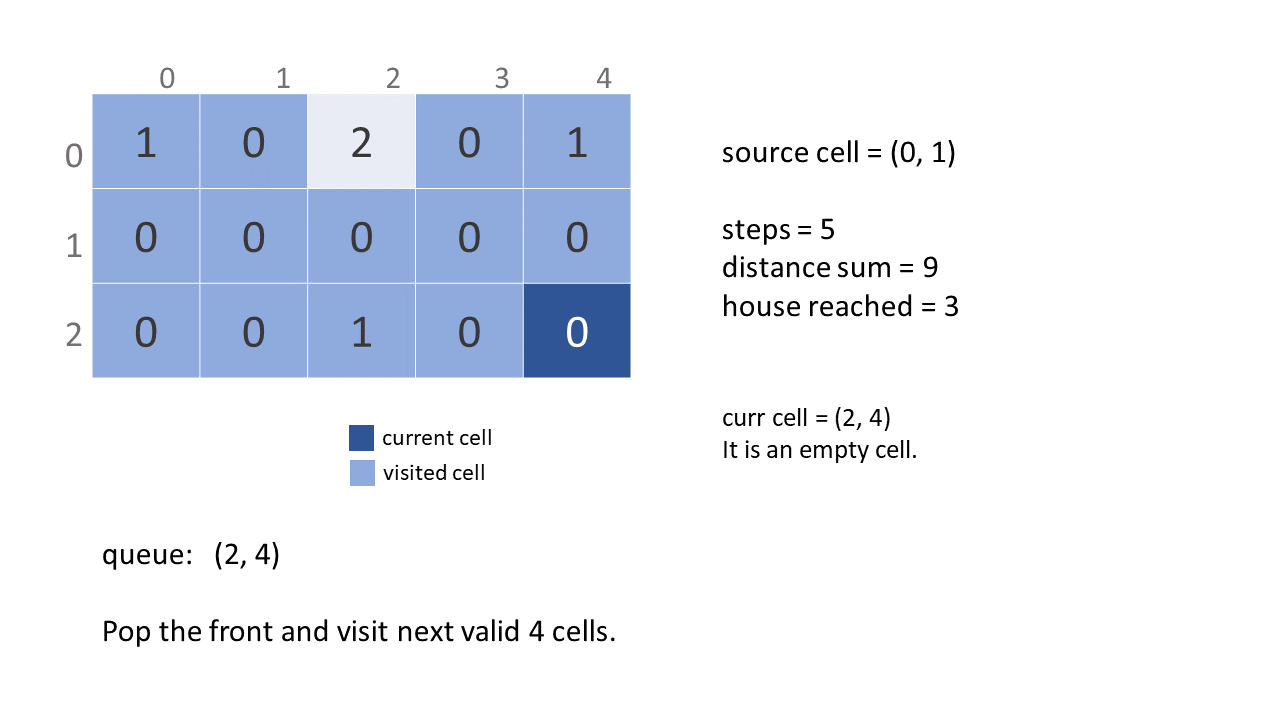 0 1 2 3 4
0 1 0 2 0 1
1 0 0 0 0 0
2 0 0 1 0 0
current cell
visited cell
queue: (2, 4)
Pop the front and visit next valid 4 cells.
source cell = (0, 1)
steps = 5
distance sum = 9
house reached = 3
curr cell = (2, 4)
It is an empty cell.